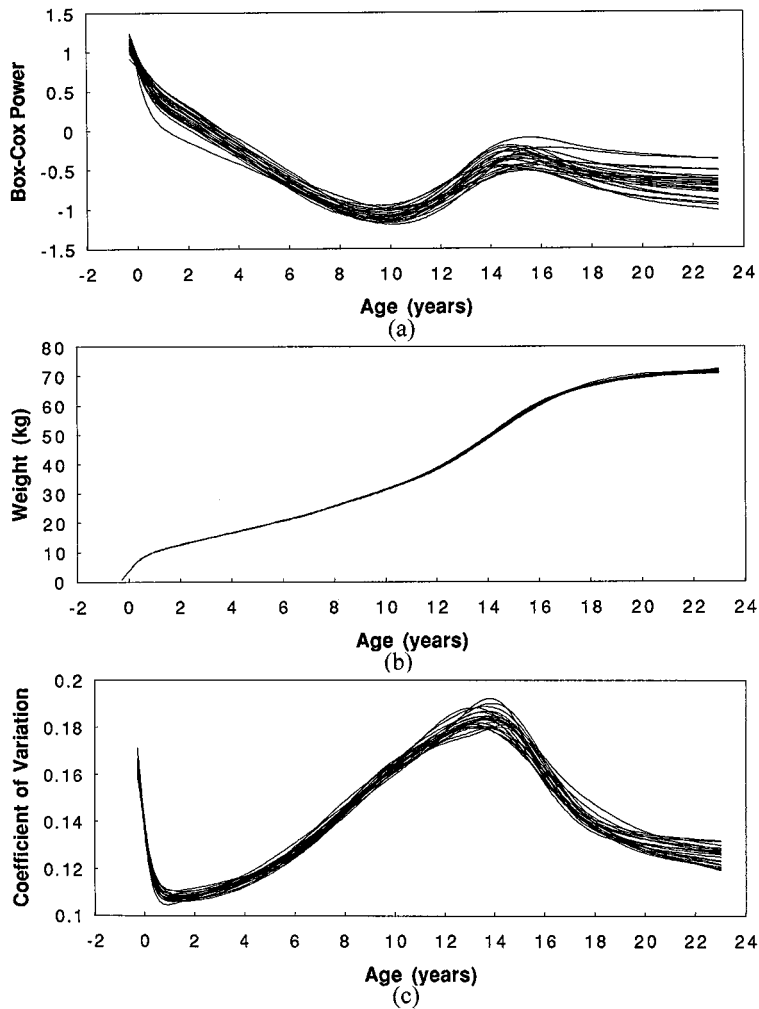 1.5
1
0.5
0
-0.5
-1
-1.5
Box-Cox Power
-2 0 2 4 6 8 10 12 14 16 18 20 22 24
Age (years)
(a)
80
70
60
50
40
30
20
10
0
Weight (kg)
-2 0 2 4 6 8 10 12 14 16 18 20 22 24
Age (years)
(b)
0.2
0.18
0.16
0.14
0.12
0.1
Coefficient of Variation
-2 0 2 4 6 8 10 12 14 16 18 20 22 24
Age (years)
(c)